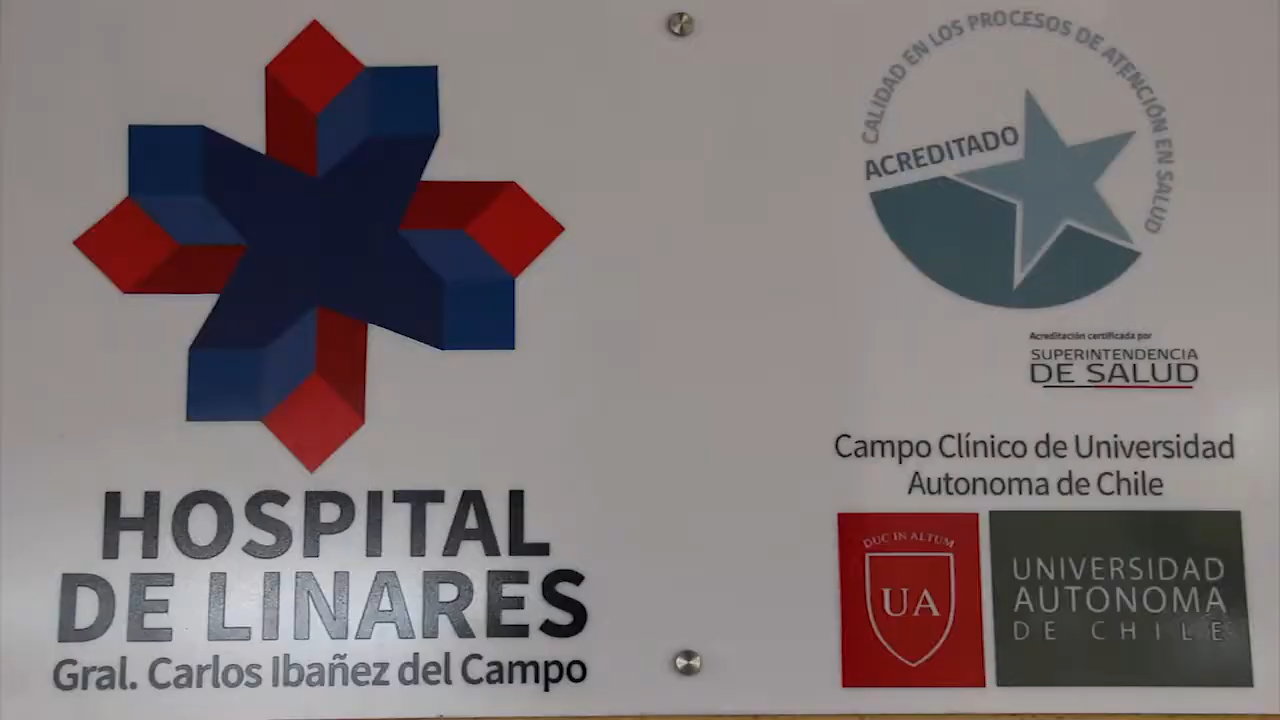 HOSPITAL
DE LINARES
Gral. Carlos Ibañez del Campo
CALIDAD EN LOS PROCESOS DE ATENCIÓN EN SALUD
ACREDITADO
Acreditación certificada por
SUPERINTENDENCIA
DE SALUD
Campo Clínico de Universidad
Autonoma de Chile
DUC IN ALTUM
UA
UNIVERSIDAD
AUTONOMA
DE CHILE